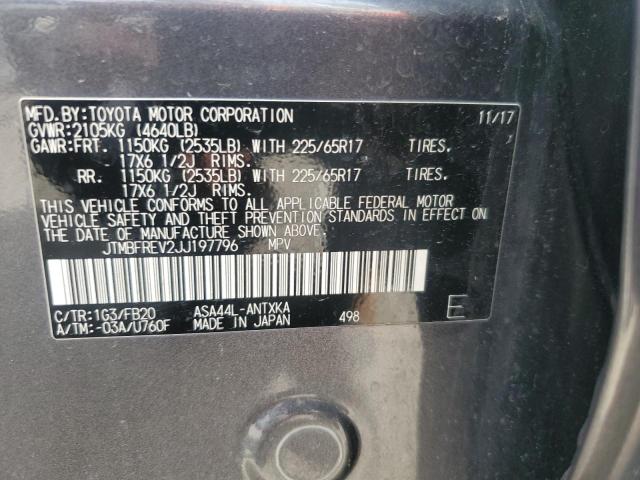 MFD.BY:TOYOTA MOTOR CORPORATION 11/17
GVWR:2105KG (4640LB)
GAWR:FRT. 1150KG (2535LB) WITH 225/65R17 TIRES.
17X6 1/2J RIMS.
RR. 1150KG (2535LB) WITH 225/65R17 TIRES.
17X6 1/2J RIMS.
THIS VEHICLE CONFORMS TO ALL APPLICABLE FEDERAL MOTOR
VEHICLE SAFETY AND THEFT PREVENTION STANDARDS IN EFFECT
ON THE DATE OF MANUFACTURE SHOWN ABOVE.
JTMBFREV2JJ197796 MPV
C/TR:1G3/FB20 ASA44L-ANTXKA
A/TM:-03A/U760F MADE IN JAPAN 498 E